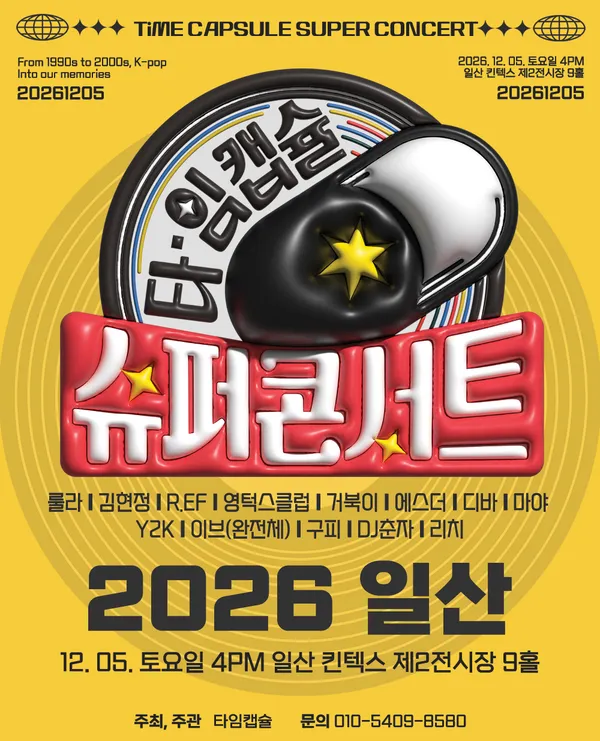 TiME CAPSULE SUPER CONCERT
From 1990s to 2000s, K-pop
Into our memories
20261205
2026. 12. 05. 토요일 4PM
일산 킨텍스 제2전시장 9홀
20261205
타·임캡슐
슈퍼콘서트
룰라 | 김현정 | R.EF | 영턱스클럽 | 거북이 | 에스더 | 디바 | 마야
Y2K | 이브(완전체) | 구피 | DJ춘자 | 리치
2026 일산
12. 05. 토요일 4PM 일산 킨텍스 제2전시장 9홀
주최, 주관 타임캡슐 문의 010-5409-8580